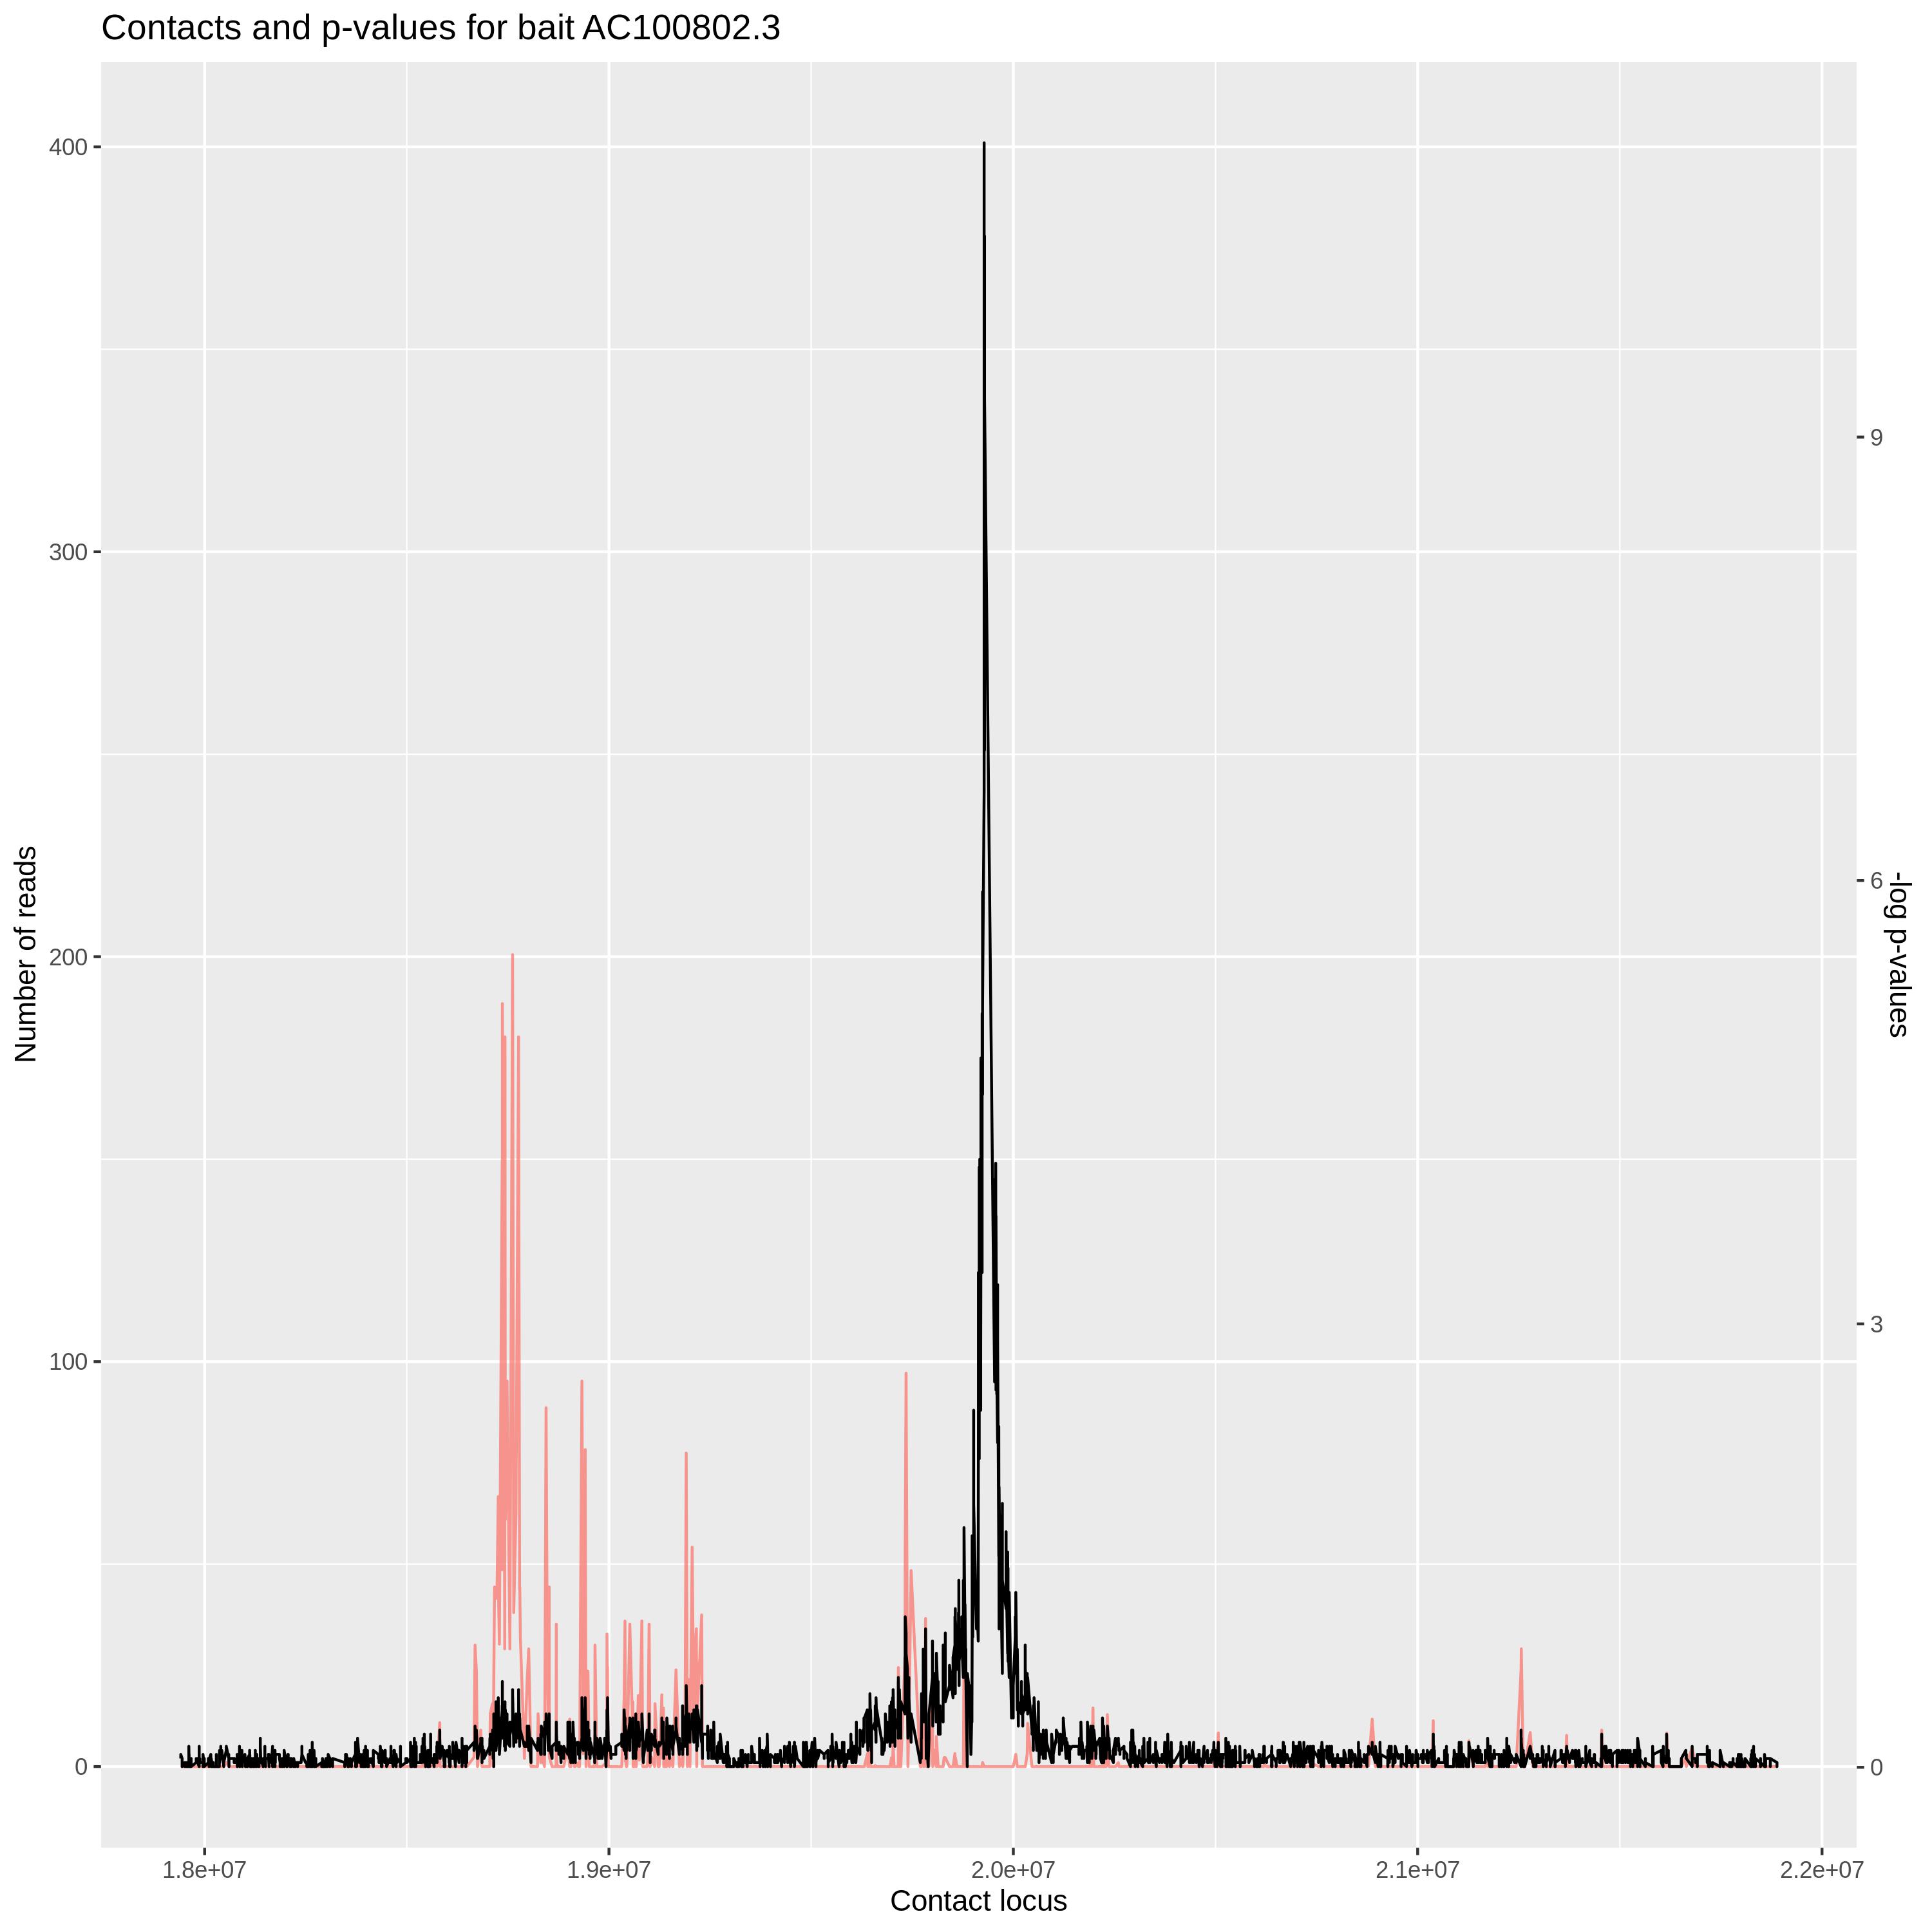 Contacts and p-values for bait AC100802.3
400
300
200
100
0
Number of reads
9
6
3
0
-log p-values
1.8e+07
1.9e+07
2.0e+07
2.1e+07
2.2e+07
Contact locus